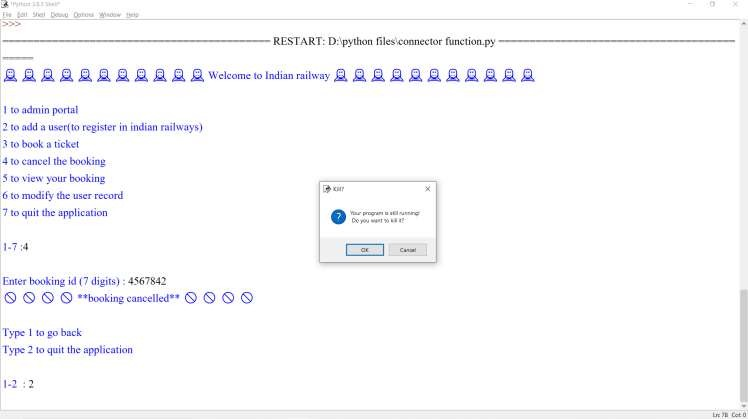 *Python 3.8.5 Shell*
File Edit Shell Debug Options Window Help
>>>
RESTART: D:\python files\connector function.py
Welcome to Indian railway
1 to admin portal
2 to add a user(to register in indian railways)
3 to book a ticket
4 to cancel the booking
5 to view your booking
6 to modify the user record
7 to quit the application
1-7 :4
Kill?
Your program is still running!
Do you want to kill it?
OK Cancel
Enter booking id (7 digits) : 4567842
**booking cancelled**
Type 1 to go back
Type 2 to quit the application
1-2 : 2
Ln: 78 Col: 0